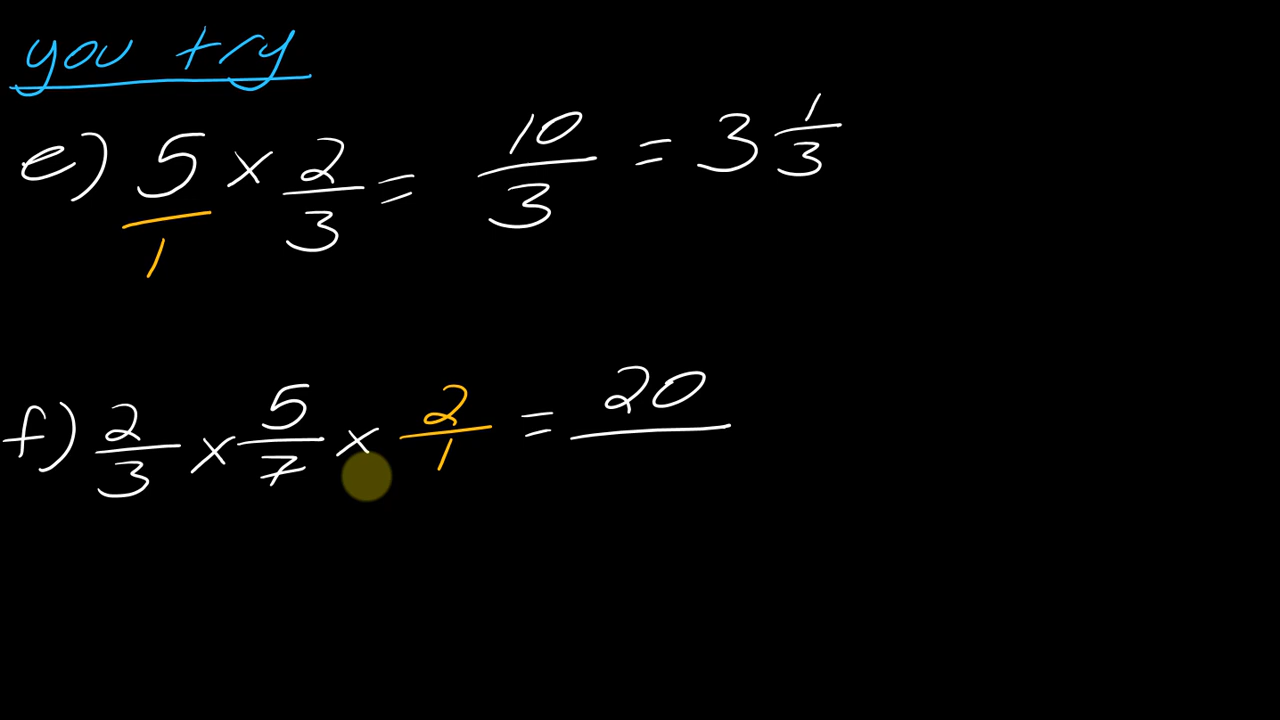 you try
e) 5/1 × 2/3 = 10/3 = 3 1/3
f) 2/3 × 5/7 × 2/1 = 20/